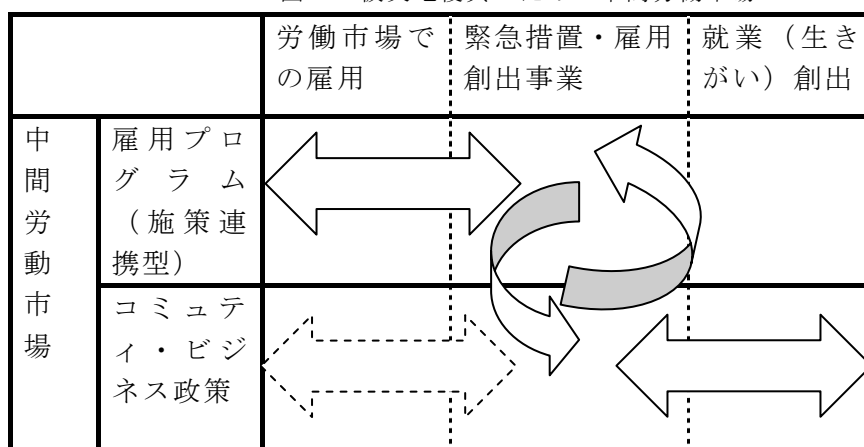 労働市場で
の雇用
緊急措置・雇用
創出事業
就業（生き
がい）創出
中
間
労
働
市
場
雇用プロ
グラム
（施策連
携型）
コミュテ
ィ・ビジ
ネス政策